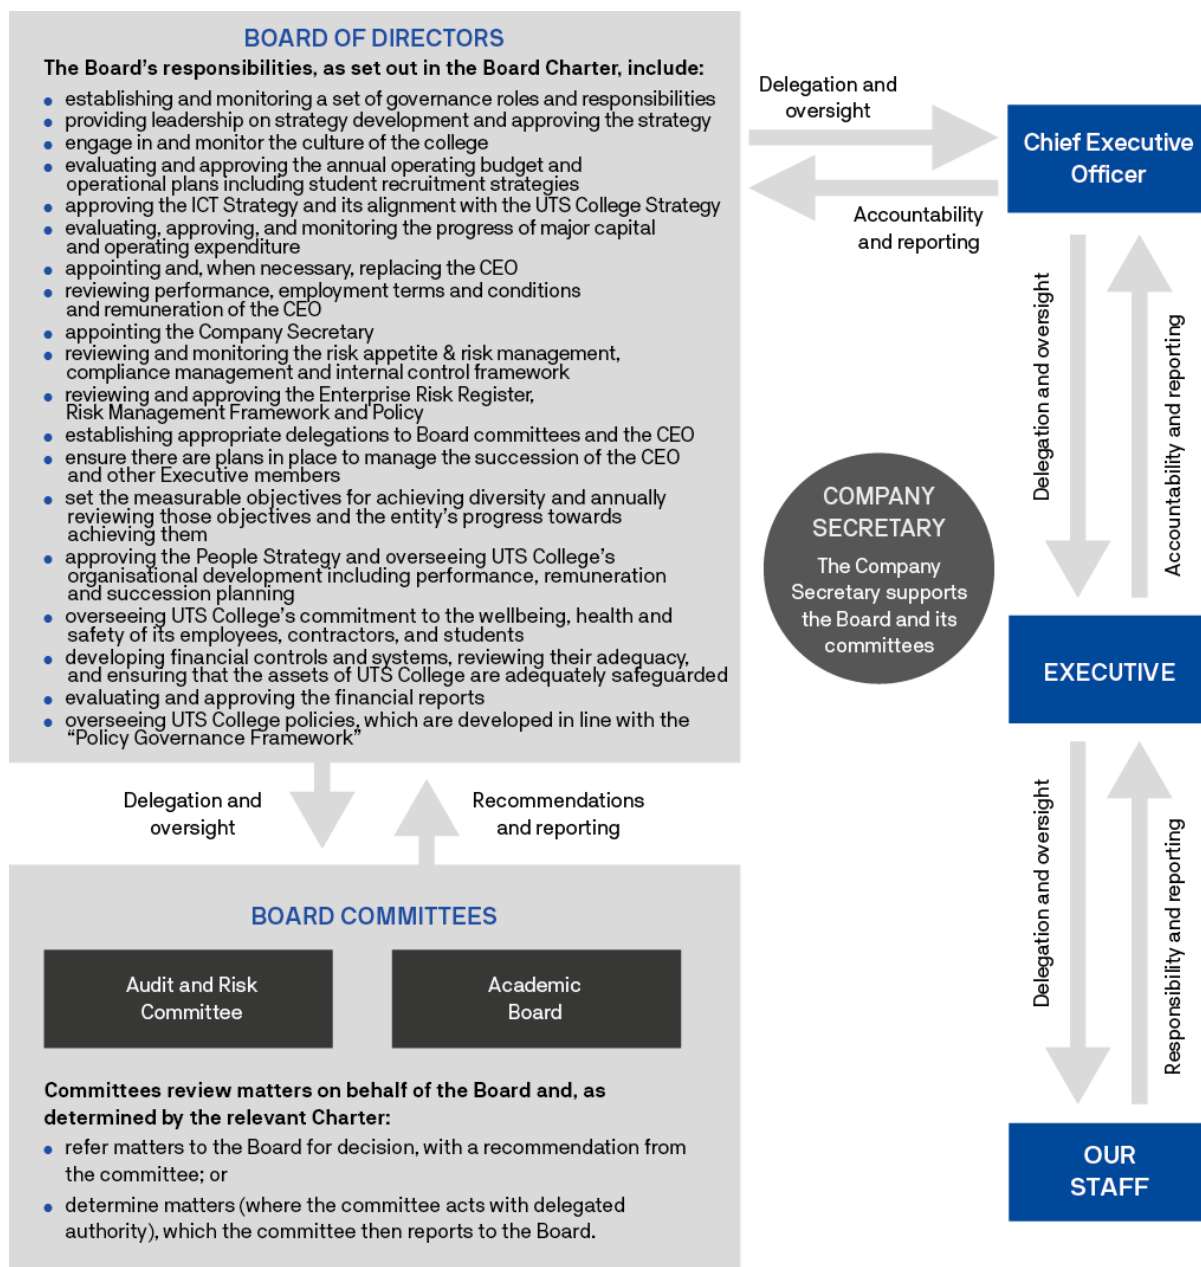 BOARD OF DIRECTORS
The Board’s responsibilities, as set out in the Board Charter, include:
• establishing and monitoring a set of governance roles and responsibilities
• providing leadership on strategy development and approving the strategy
• engage in and monitor the culture of the college
• evaluating and approving the annual operating budget and
operational plans including student recruitment strategies
• approving the ICT Strategy and its alignment with the UTS College Strategy
• evaluating, approving, and monitoring the progress of major capital
and operating expenditure
• appointing and, when necessary, replacing the CEO
• reviewing performance, employment terms and conditions
and remuneration of the CEO
• appointing the Company Secretary
• reviewing and monitoring the risk appetite & risk management,
compliance management and internal control framework
• reviewing and approving the Enterprise Risk Register,
Risk Management Framework and Policy
• establishing appropriate delegations to Board committees and the CEO
• ensure there are plans in place to manage the succession of the CEO
and other Executive members
• set the measurable objectives for achieving diversity and annually
reviewing those objectives and the entity’s progress towards
achieving them
• approving the People Strategy and overseeing UTS College’s
organisational development including performance, remuneration
and succession planning
• overseeing UTS College’s commitment to the wellbeing, health and
safety of its employees, contractors, and students
• developing financial controls and systems, reviewing their adequacy,
and ensuring that the assets of UTS College are adequately safeguarded
• evaluating and approving the financial reports
• overseeing UTS College policies, which are developed in line with the
“Policy Governance Framework”
Delegation and
oversight
Accountability
and reporting
Chief Executive
Officer
Delegation and oversight
Accountability and reporting
COMPANY
SECRETARY
The Company
Secretary supports
the Board and its
committees
EXECUTIVE
Delegation and oversight
Responsibility and reporting
OUR
STAFF
Delegation and
oversight
Recommendations
and reporting
BOARD COMMITTEES
Audit and Risk
Committee
Academic
Board
Committees review matters on behalf of the Board and, as
determined by the relevant Charter:
• refer matters to the Board for decision, with a recommendation from
the committee; or
• determine matters (where the committee acts with delegated
authority), which the committee then reports to the Board.